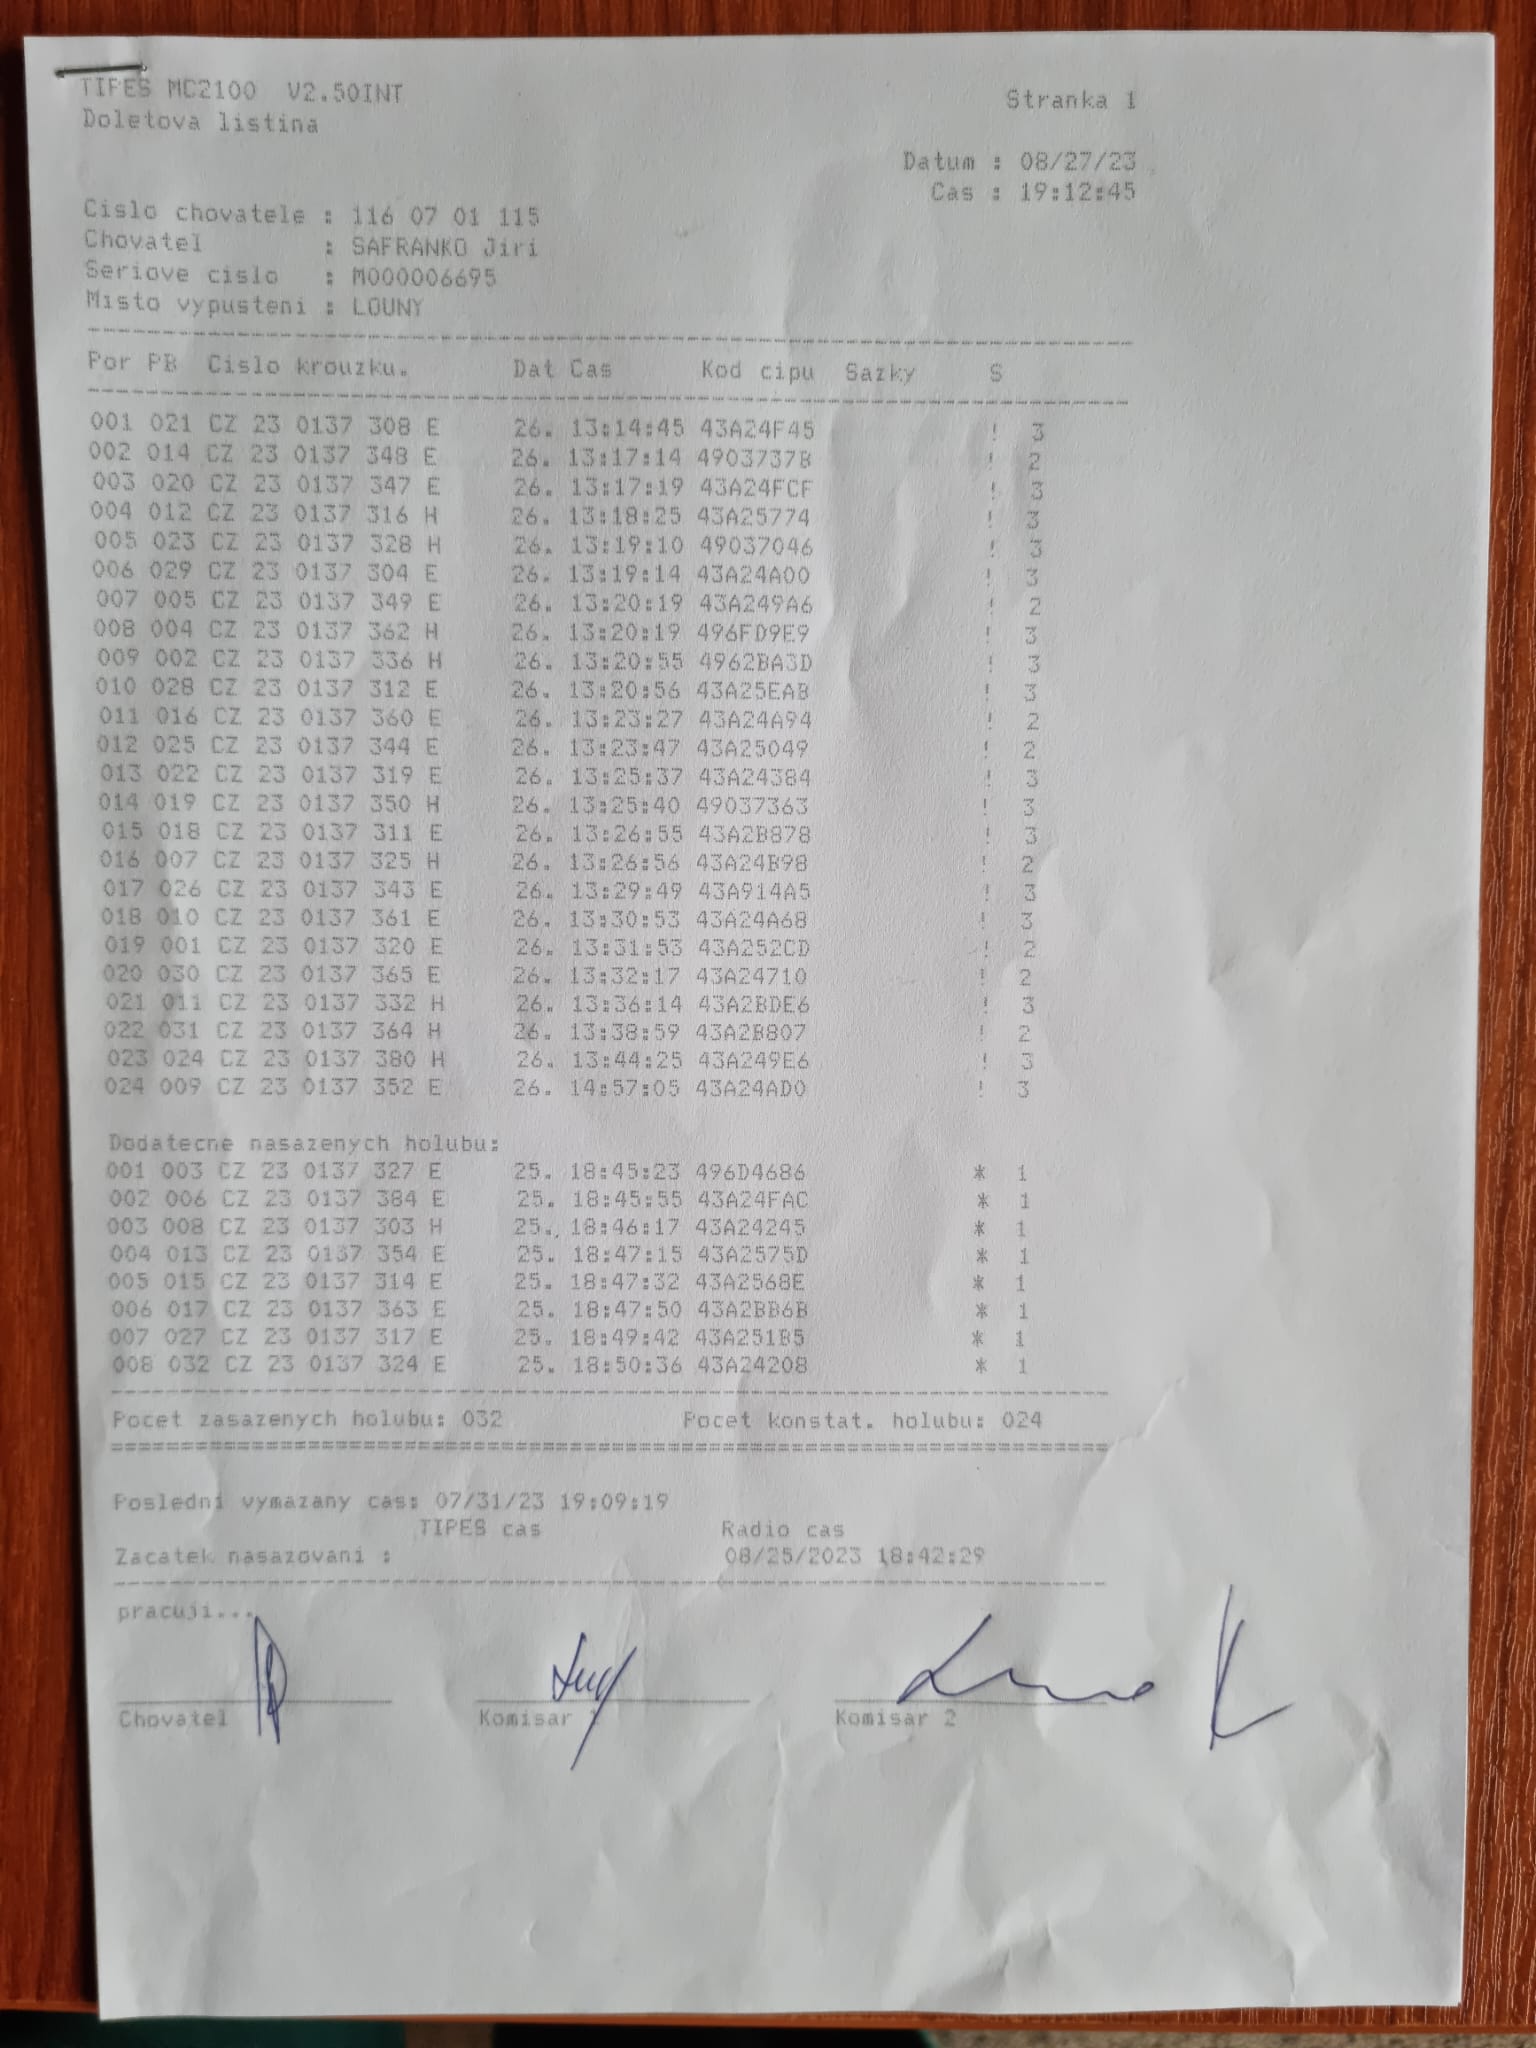 TIPES MC2100 V2.50INT
Stranka 1
Doletova listina
Datum : 08/27/23
Cas : 19:12:45
Cislo chovatele : 116 07 01 115
Chovatel : SAFRANKO Jiri
Seriove cislo : M000006695
Misto vypusteni : LOUNY
Por PB Cislo krouzku. Dat Cas Kod cipu Sazky S
001 021 CZ 23 0137 308 E 26. 13:14:45 43A24F45 ! 3
002 014 CZ 23 0137 348 E 26. 13:17:14 4903737B ! 2
003 020 CZ 23 0137 347 E 26. 13:17:19 43A24FCF ! 3
004 012 CZ 23 0137 316 H 26. 13:18:25 43A25774 ! 3
005 023 CZ 23 0137 328 H 26. 13:19:10 49037046 ! 3
006 029 CZ 23 0137 304 E 26. 13:19:14 43A24A00 ! 3
007 005 CZ 23 0137 349 E 26. 13:20:19 43A249A6 ! 2
008 004 CZ 23 0137 362 H 26. 13:20:19 496FD9E9 ! 3
009 002 CZ 23 0137 336 H 26. 13:20:55 4962BA3D ! 3
010 028 CZ 23 0137 312 E 26. 13:20:56 43A25EAB ! 3
011 016 CZ 23 0137 360 E 26. 13:23:27 43A24A94 ! 2
012 025 CZ 23 0137 344 E 26. 13:23:47 43A25049 ! 2
013 022 CZ 23 0137 319 E 26. 13:25:37 43A24384 ! 3
014 019 CZ 23 0137 350 H 26. 13:25:40 49037363 ! 3
015 018 CZ 23 0137 311 E 26. 13:26:55 43A2B878 ! 3
016 007 CZ 23 0137 325 H 26. 13:26:56 43A24B98 ! 2
017 026 CZ 23 0137 343 E 26. 13:29:49 43A914A5 ! 3
018 010 CZ 23 0137 361 E 26. 13:30:53 43A24A68 ! 3
019 001 CZ 23 0137 320 E 26. 13:31:53 43A252CD ! 2
020 030 CZ 23 0137 365 E 26. 13:32:17 43A24710 ! 2
021 011 CZ 23 0137 332 H 26. 13:36:14 43A2BDE6 ! 3
022 031 CZ 23 0137 364 H 26. 13:38:59 43A2B807 ! 2
023 024 CZ 23 0137 380 H 26. 13:44:25 43A249E6 ! 3
024 009 CZ 23 0137 352 E 26. 14:57:05 43A24AD0 ! 3
Dodatecne nasazenych holubu:
001 003 CZ 23 0137 327 E 25. 18:45:23 496D4686 * 1
002 006 CZ 23 0137 384 E 25. 18:45:55 43A24FAC * 1
003 008 CZ 23 0137 303 H 25. 18:46:17 43A24245 * 1
004 013 CZ 23 0137 354 E 25. 18:47:15 43A2575D * 1
005 015 CZ 23 0137 314 E 25. 18:47:32 43A2568E * 1
006 017 CZ 23 0137 363 E 25. 18:47:50 43A2BB6B * 1
007 027 CZ 23 0137 317 E 25. 18:49:42 43A251B5 * 1
008 032 CZ 23 0137 324 E 25. 18:50:36 43A24208 * 1
Pocet zasazenych holubu: 032 Pocet konstat. holubu: 024
Posledni vymazany cas: 07/31/23 19:09:19
TIPES cas Radio cas
Zacatek nasazovani : 08/25/2023 18:42:29
pracuji...
Chovatel Komisar 1 Komisar 2